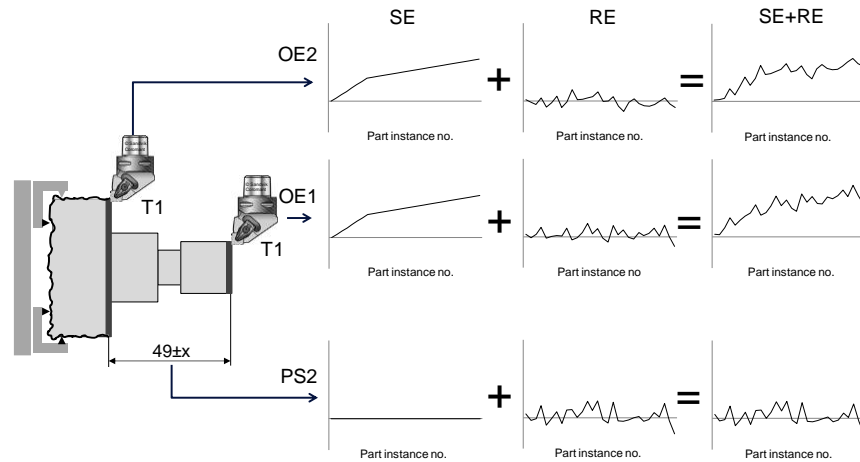 SE
RE
SE+RE
OE2
Part instance no.
Part instance no.
Part instance no.
T1
OE1
T1
Part instance no.
Part instance no
Part instance no.
49±x
PS2
Part instance no.
Part instance no.
Part instance no.